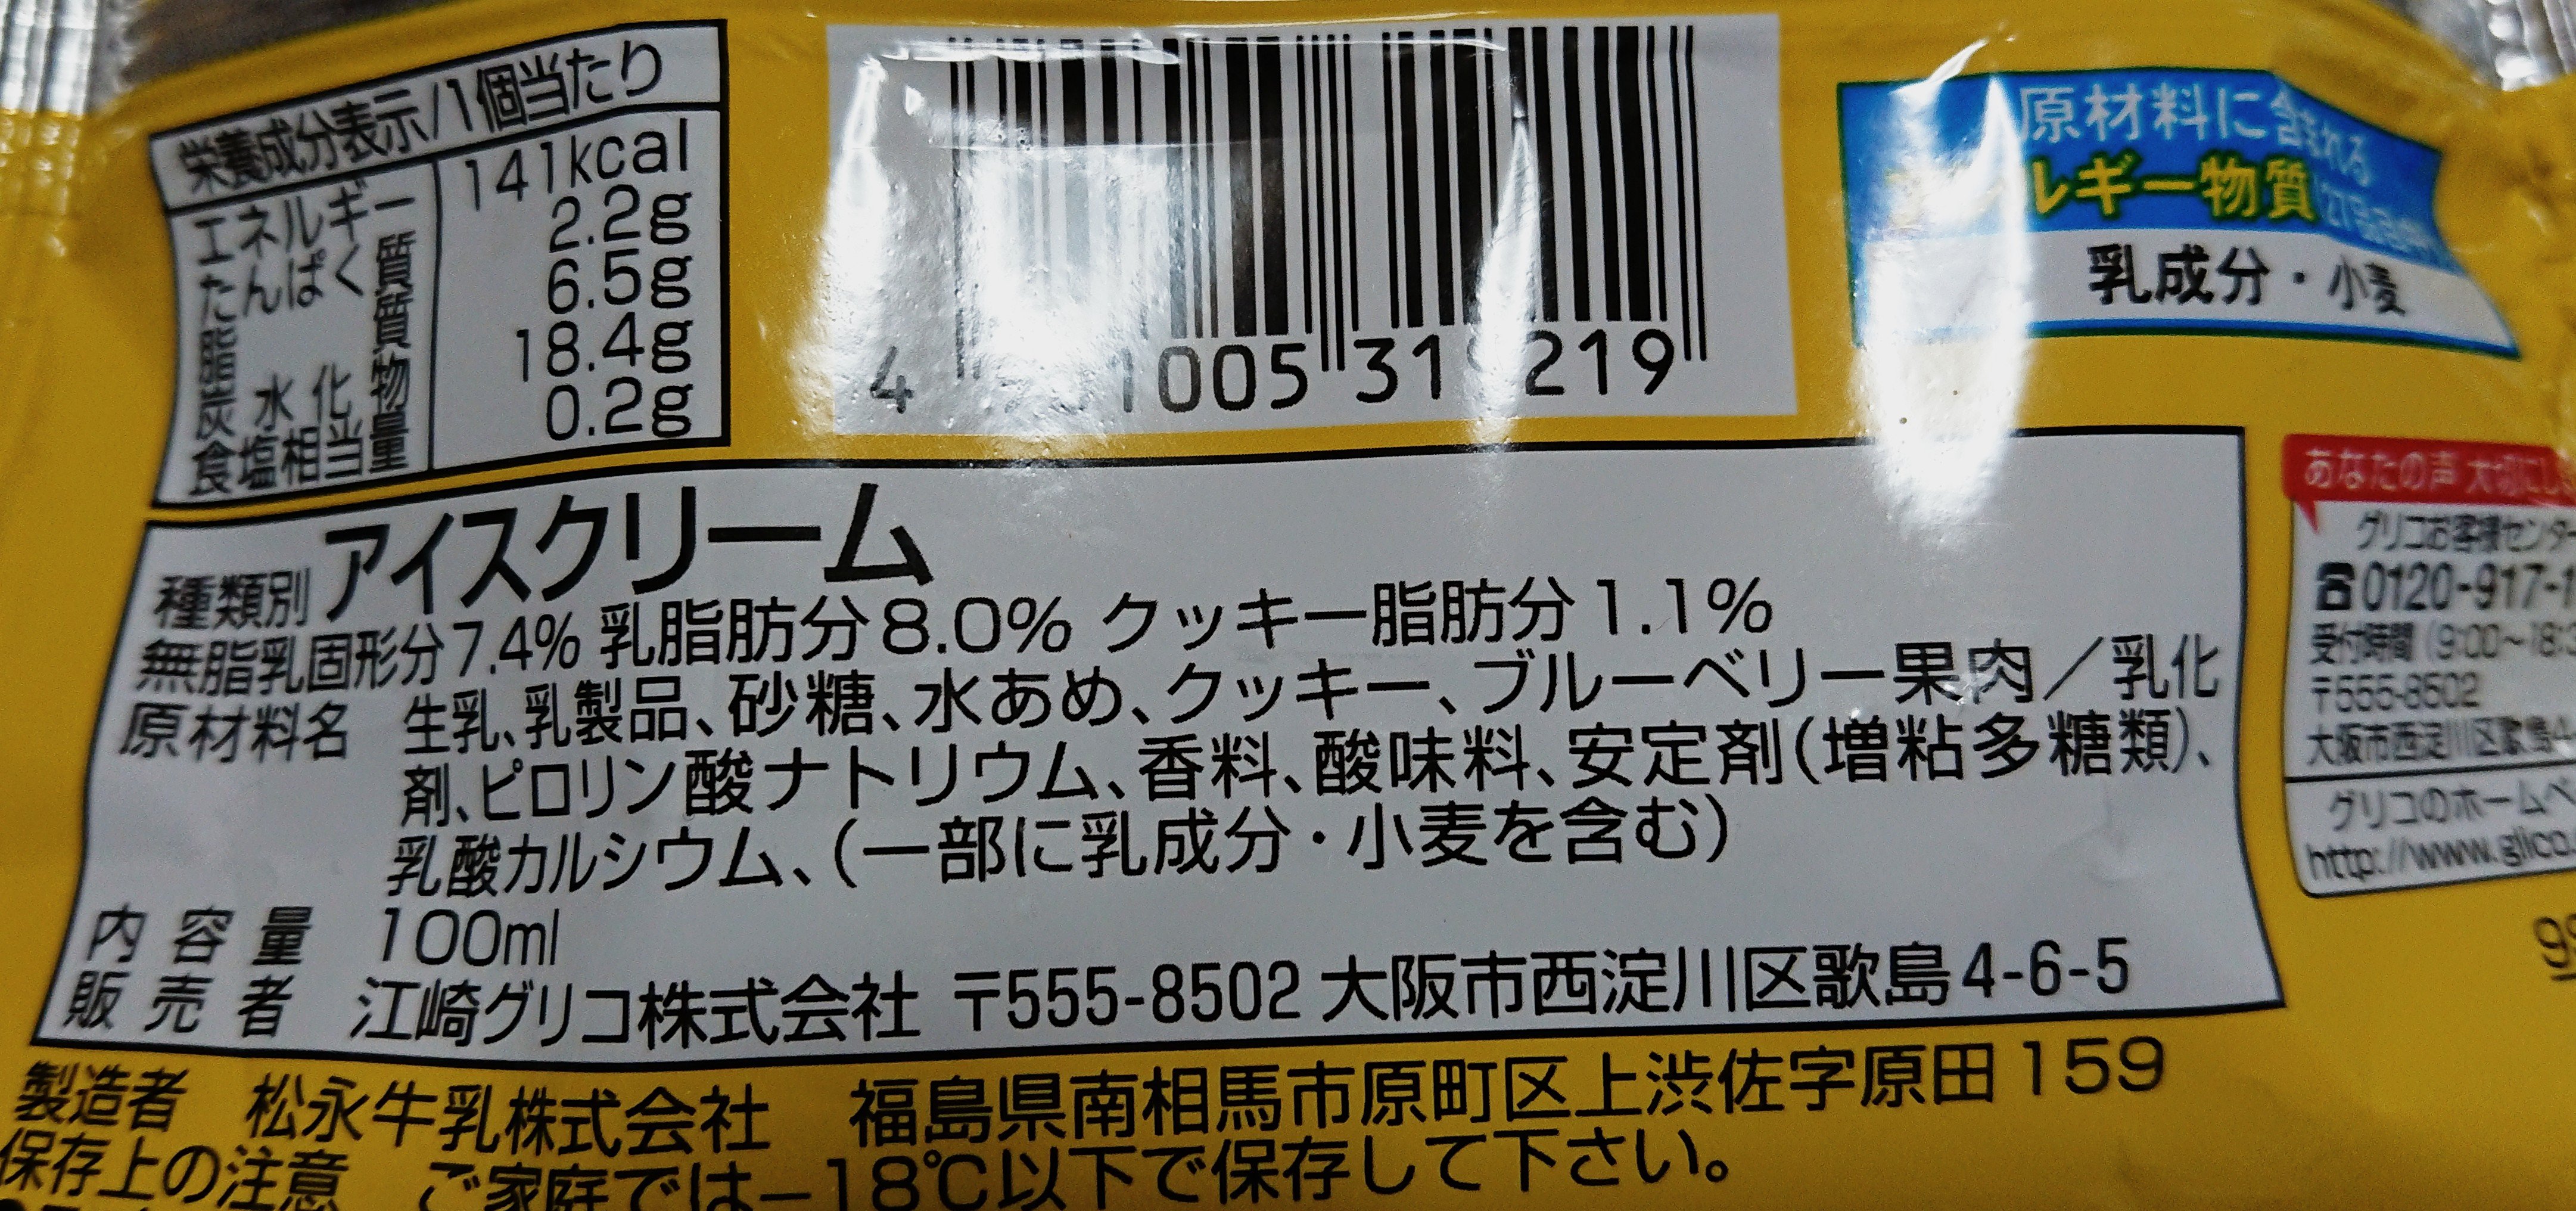 栄養成分表示/1個当たり
エネルギー 141kcal
たんぱく質 2.2g
脂質 6.5g
炭水化物 18.4g
食塩相当量 0.2g
4 1005 31 219
原材料に含まれる
ルギー物質
乳成分・小麦
種類別 アイスクリーム
無脂乳固形分7.4% 乳脂肪分8.0% クッキー脂肪分1.1%
原材料名 生乳、乳製品、砂糖、水あめ、クッキー、ブルーベリー果肉／乳化
剤、ピロリン酸ナトリウム、香料、酸味料、安定剤(増粘多糖類)、
乳酸カルシウム、(一部に乳成分・小麦を含む)
内容量 100ml
販売者 江崎グリコ株式会社 〒555-8502 大阪市西淀川区歌島4-6-5
製造者 松永牛乳株式会社 福島県南相馬市原町区上渋佐字原田159
保存上の注意 ご家庭では−18℃以下で保存して下さい。
あなたの声 大切に
グリコお客様センター
☎0120-917-1
受付時間 (9:00〜18:
〒555-8502
大阪市西淀川区歌島4
グリコのホームペ
http://www.glico.